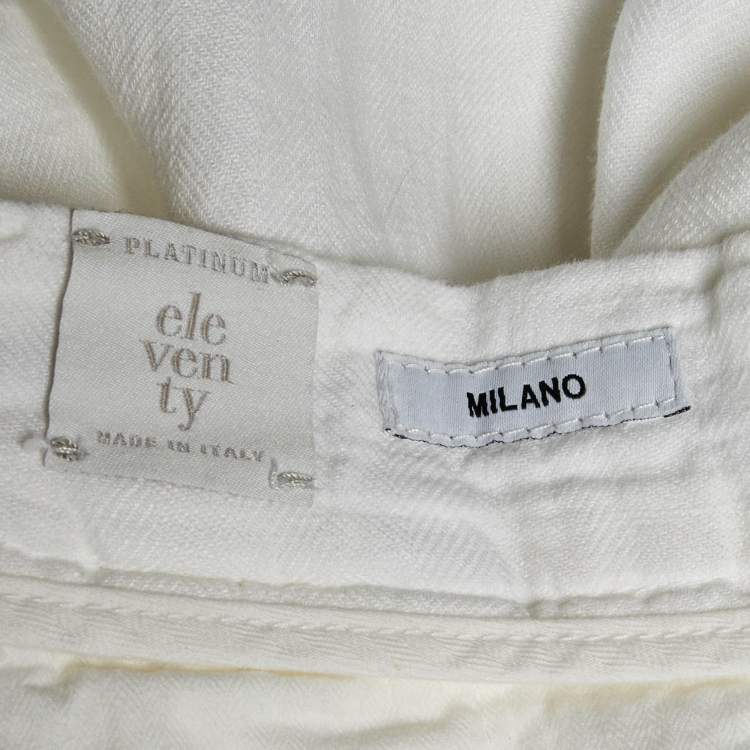 PLATINUM
ele
ven
ty
MADE IN ITALY
MILANO